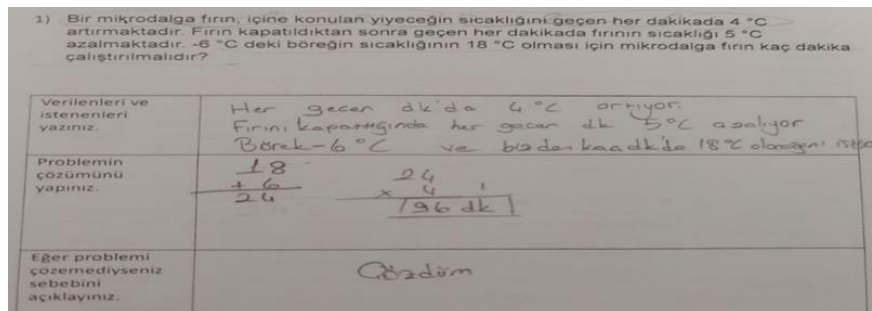 1) Bir mikrodalga fırın, içine konulan yiyeceğin sıcaklığını geçen her dakikada 4 °C
artırmaktadır. Fırın kapatıldıktan sonra geçen her dakikada fırının sıcaklığı 5 °C
azalmaktadır. -6 °C deki böreğin sıcaklığının 18 °C olması için mikrodalga fırın kaç dakika
çalıştırılmalıdır?
Verilenleri ve
istenenleri
yazınız.
Her gecen dk'da 4 °C artıyor.
Fırını kapattığında her gecen dk 5°C azalıyor
Börek -6 °C ve bizden kaç dk'da 18 °C olacağını
Problemin
çözümünü
yapınız.
18
+ 6
24
24
x 4
96 dk
Eğer problemi
çözemediyseniz
sebebini
açıklayınız.
Çözdüm